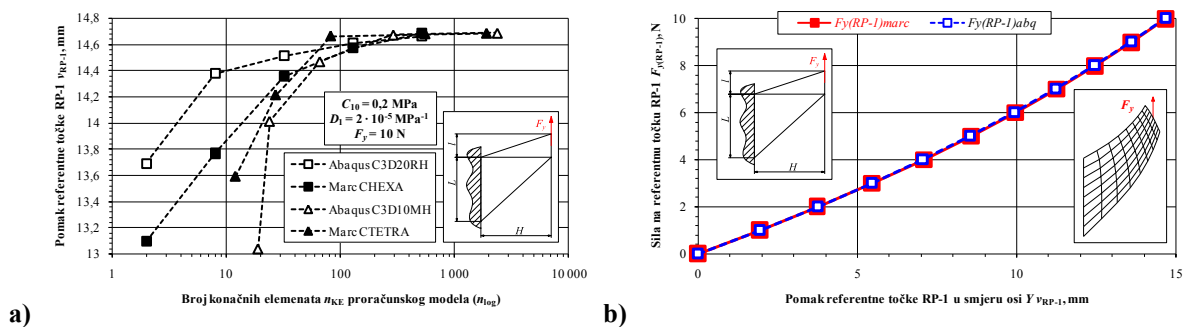 Pomak referentne točke RP-1 vRP-1, mm
15
14,8
14,6
14,4
14,2
14
13,8
13,6
13,4
13,2
13
1
10
100
1 000
10 000
Broj konačnih elemenata nKE proračunskog modela (nlog)
C10 = 0,2 MPa
D1 = 2 · 10-5 MPa-1
Fy = 10 N
Abaqus C3D20RH
Marc CHEXA
Abaqus C3D10MH
Marc CTETRA
Fy
l
L
H
a)
Sila na referentnu točku RP-1 Fy(RP-1), N
10
8
6
4
2
0
0
5
10
15
Pomak referentne točke RP-1 u smjeru osi Y vRP-1, mm
Fy(RP-1)marc
Fy(RP-1)abq
Fy
l
L
H
Fy
b)